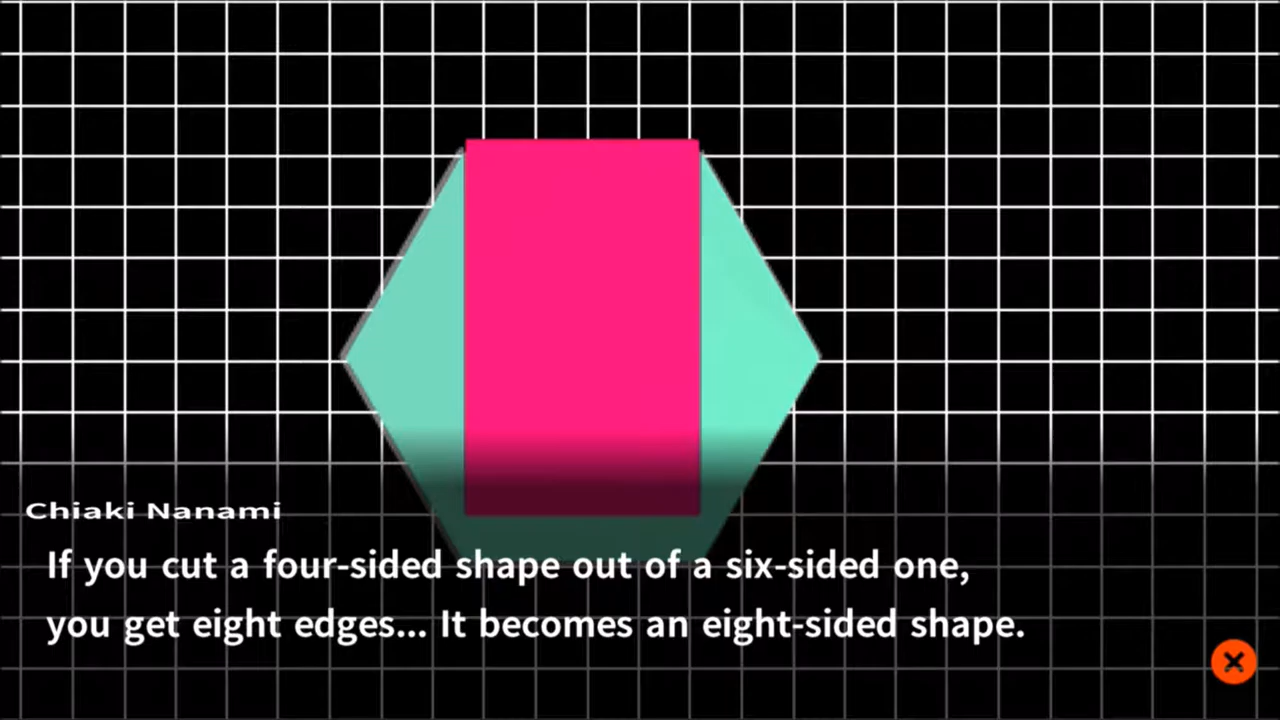 Chiaki Nanami
If you cut a four-sided shape out of a six-sided one,
you get eight edges... It becomes an eight-sided shape.